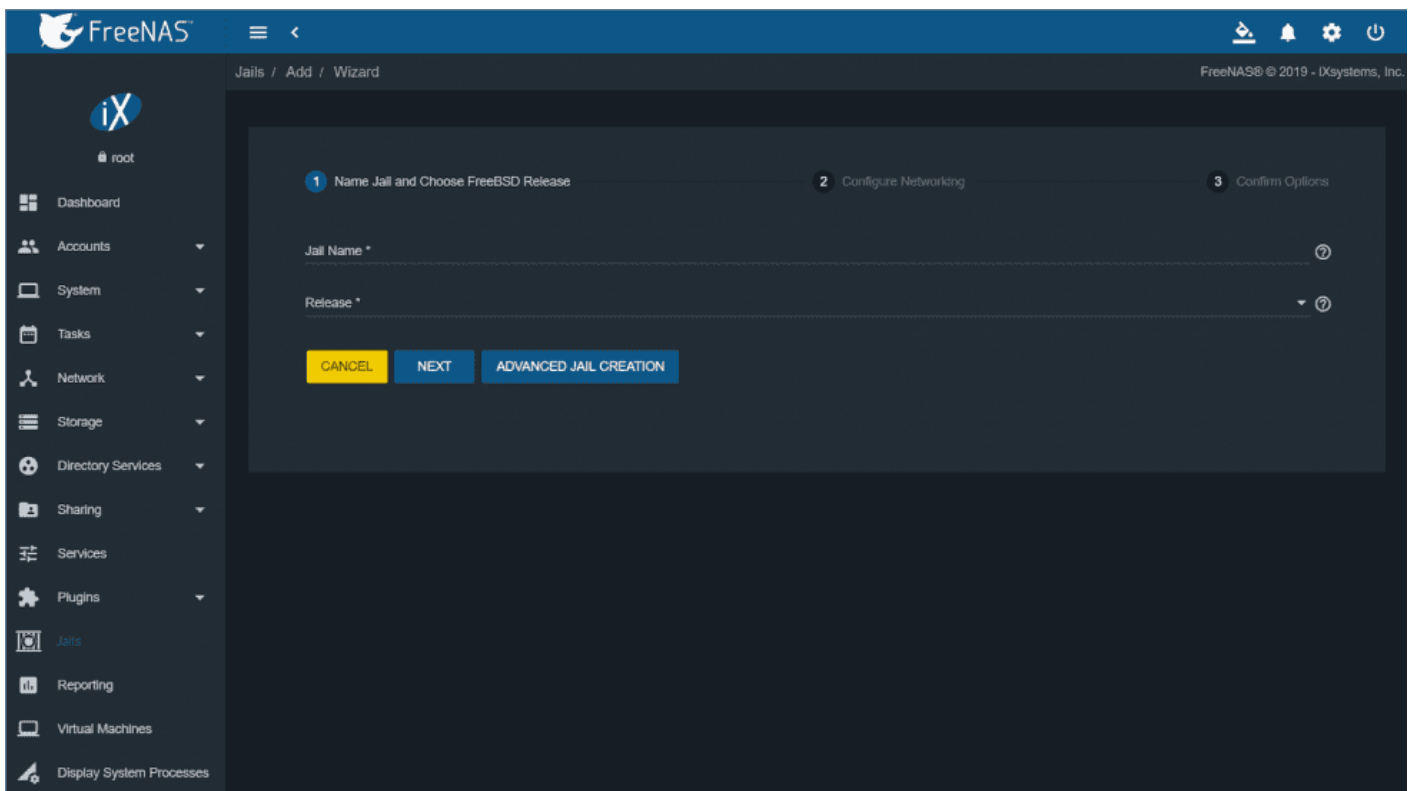 FreeNAS
Jails / Add / Wizard
FreeNAS® © 2019 - iXsystems, Inc.
iX
root
Dashboard
Accounts
System
Tasks
Network
Storage
Directory Services
Sharing
Services
Plugins
Jails
Reporting
Virtual Machines
Display System Processes
1 Name Jail and Choose FreeBSD Release
2 Configure Networking
3 Confirm Options
Jail Name *
Release *
CANCEL
NEXT
ADVANCED JAIL CREATION